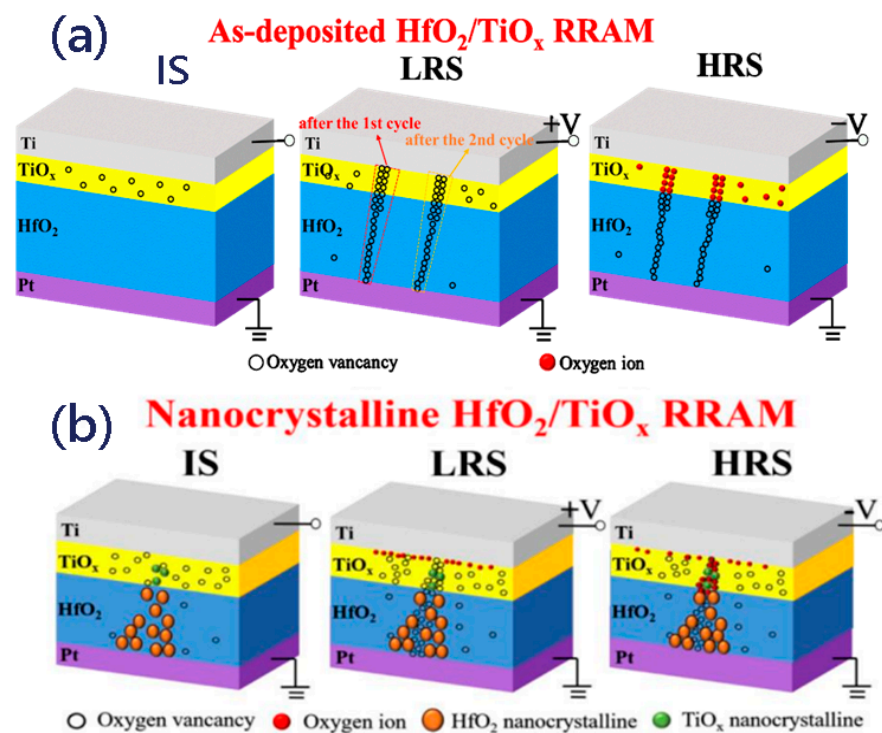 (a) As-deposited HfO₂/TiOₓ RRAM
IS LRS HRS
after the 1st cycle
after the 2nd cycle
+V
-V
Ti Ti Ti
TiOₓ TiOₓ TiOₓ
HfO₂ HfO₂ HfO₂
Pt Pt Pt
Oxygen vancancy Oxygen ion
(b) Nanocrystalline HfO₂/TiOₓ RRAM
IS LRS HRS
+V -V
Ti Ti Ti
TiOₓ TiOₓ TiOₓ
HfO₂ HfO₂ HfO₂
Pt Pt Pt
Oxygen vacancy Oxygen ion HfO₂ nanocrystalline TiOₓ nanocrystalline